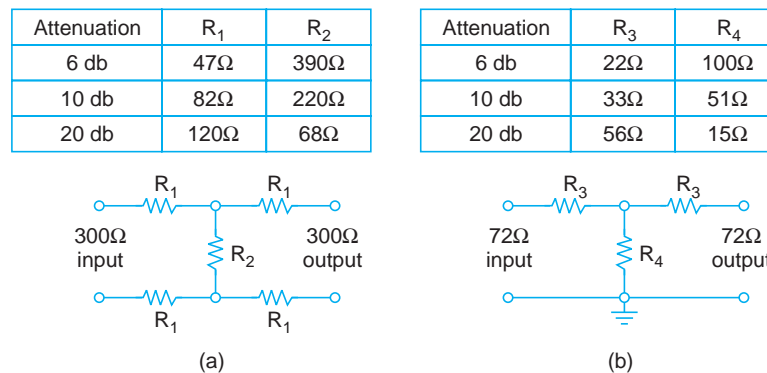 Attenuation R₁ R₂
6 db 47Ω 390Ω
10 db 82Ω 220Ω
20 db 120Ω 68Ω
R₁ R₁
300Ω input
R₂
300Ω output
R₁ R₁
(a)
Attenuation R₃ R₄
6 db 22Ω 100Ω
10 db 33Ω 51Ω
20 db 56Ω 15Ω
R₃ R₃
72Ω input
R₄
72Ω output
(b)